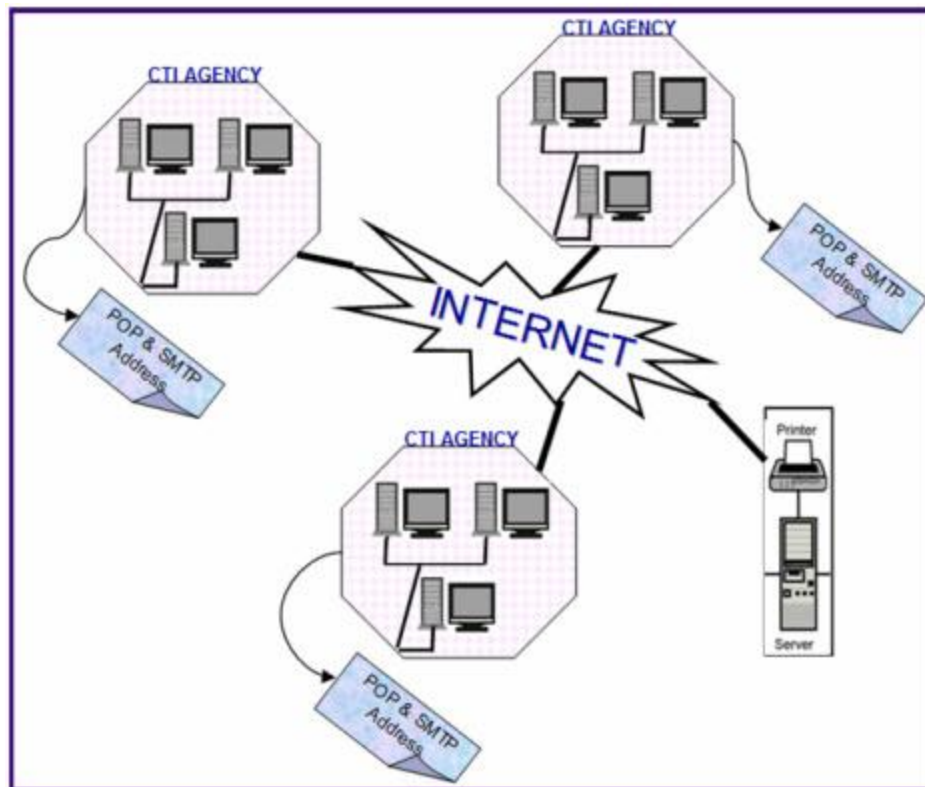 CTI AGENCY
CTI AGENCY
POP & SMTP
Address
INTERNET
POP & SMTP
Address
CTI AGENCY
Printer
Server
POP & SMTP
Address